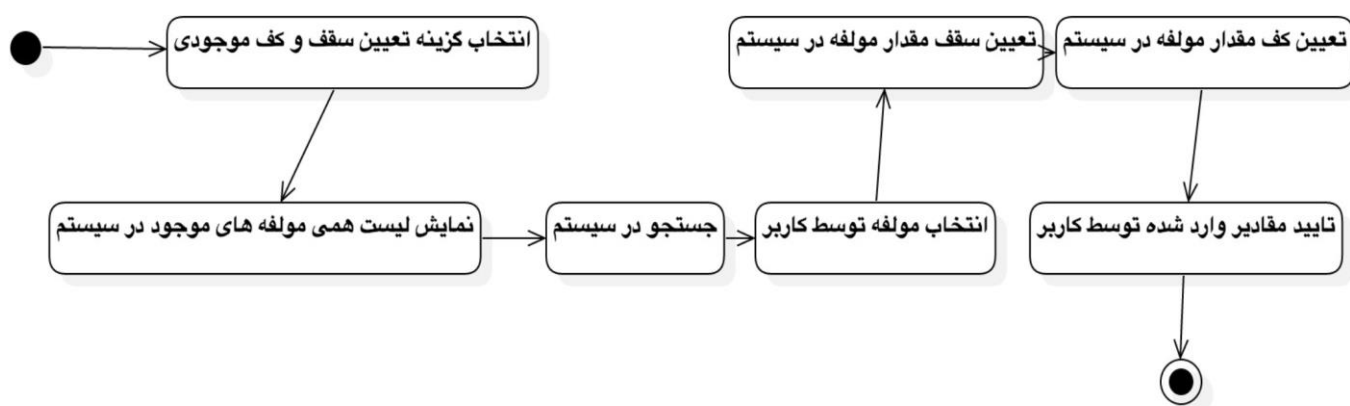 انتخاب گزینه تعیین سقف و کف موجودی
نمایش لیست همی مولفه های موجود در سیستم
جستجو در سیستم
انتخاب مولفه توسط کاربر
تعیین سقف مقدار مولفه در سیستم
تعیین کف مقدار مولفه در سیستم
تایید مقادیر وارد شده توسط کاربر